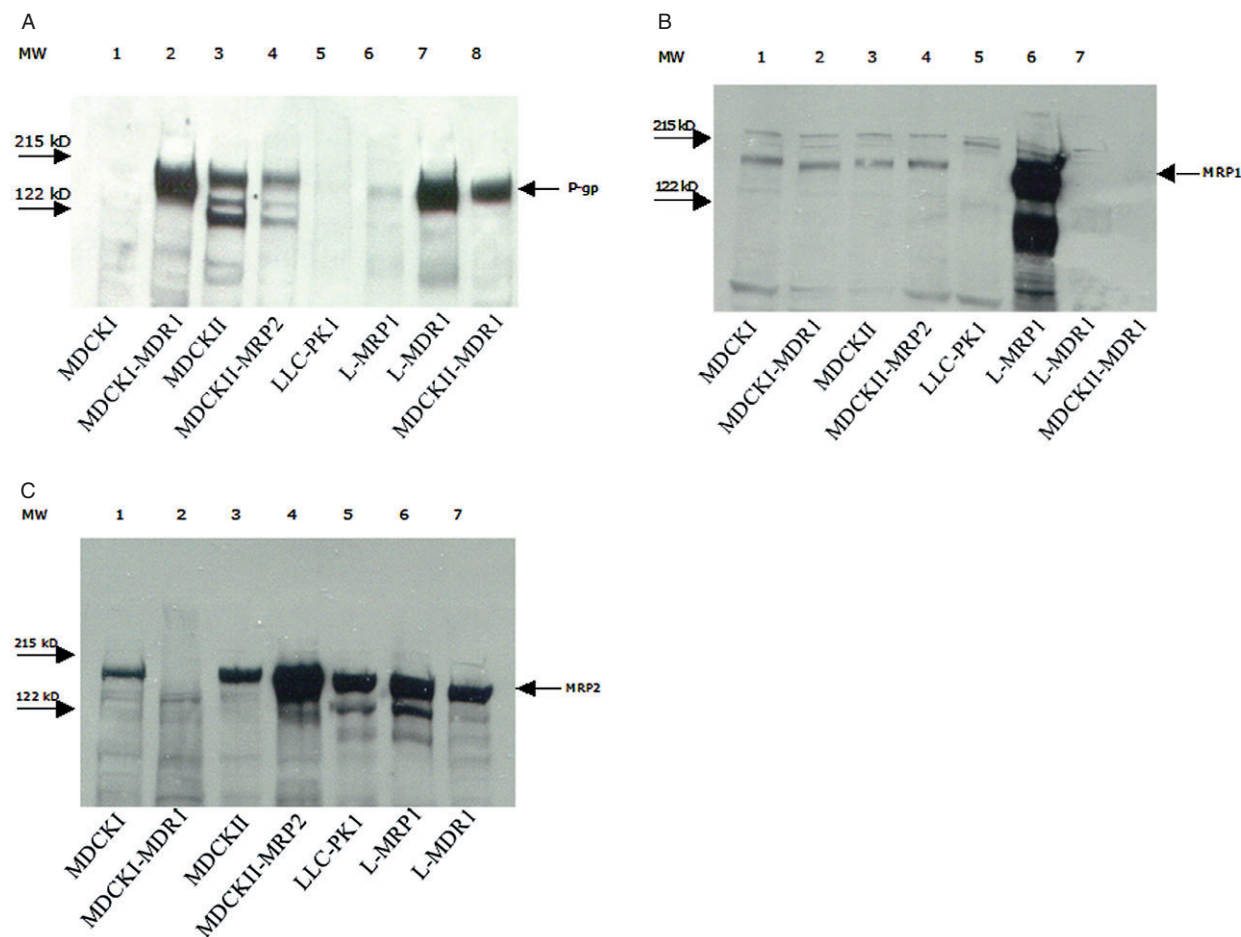 A
MW 1 2 3 4 5 6 7 8
215 kD
122 kD
P-gp
MDCKI
MDCKI-MDR1
MDCKII
MDCKII-MRP2
LLC-PK1
L-MRP1
L-MDR1
MDCKII-MDR1
B
MW 1 2 3 4 5 6 7
215 kD
122 kD
MRP1
MDCKI
MDCKI-MDR1
MDCKII
MDCKII-MRP2
LLC-PK1
L-MRP1
L-MDR1
MDCKII-MDR1
C
MW 1 2 3 4 5 6 7
215 kD
122 kD
MRP2
MDCKI
MDCKI-MDR1
MDCKII
MDCKII-MRP2
LLC-PK1
L-MRP1
L-MDR1